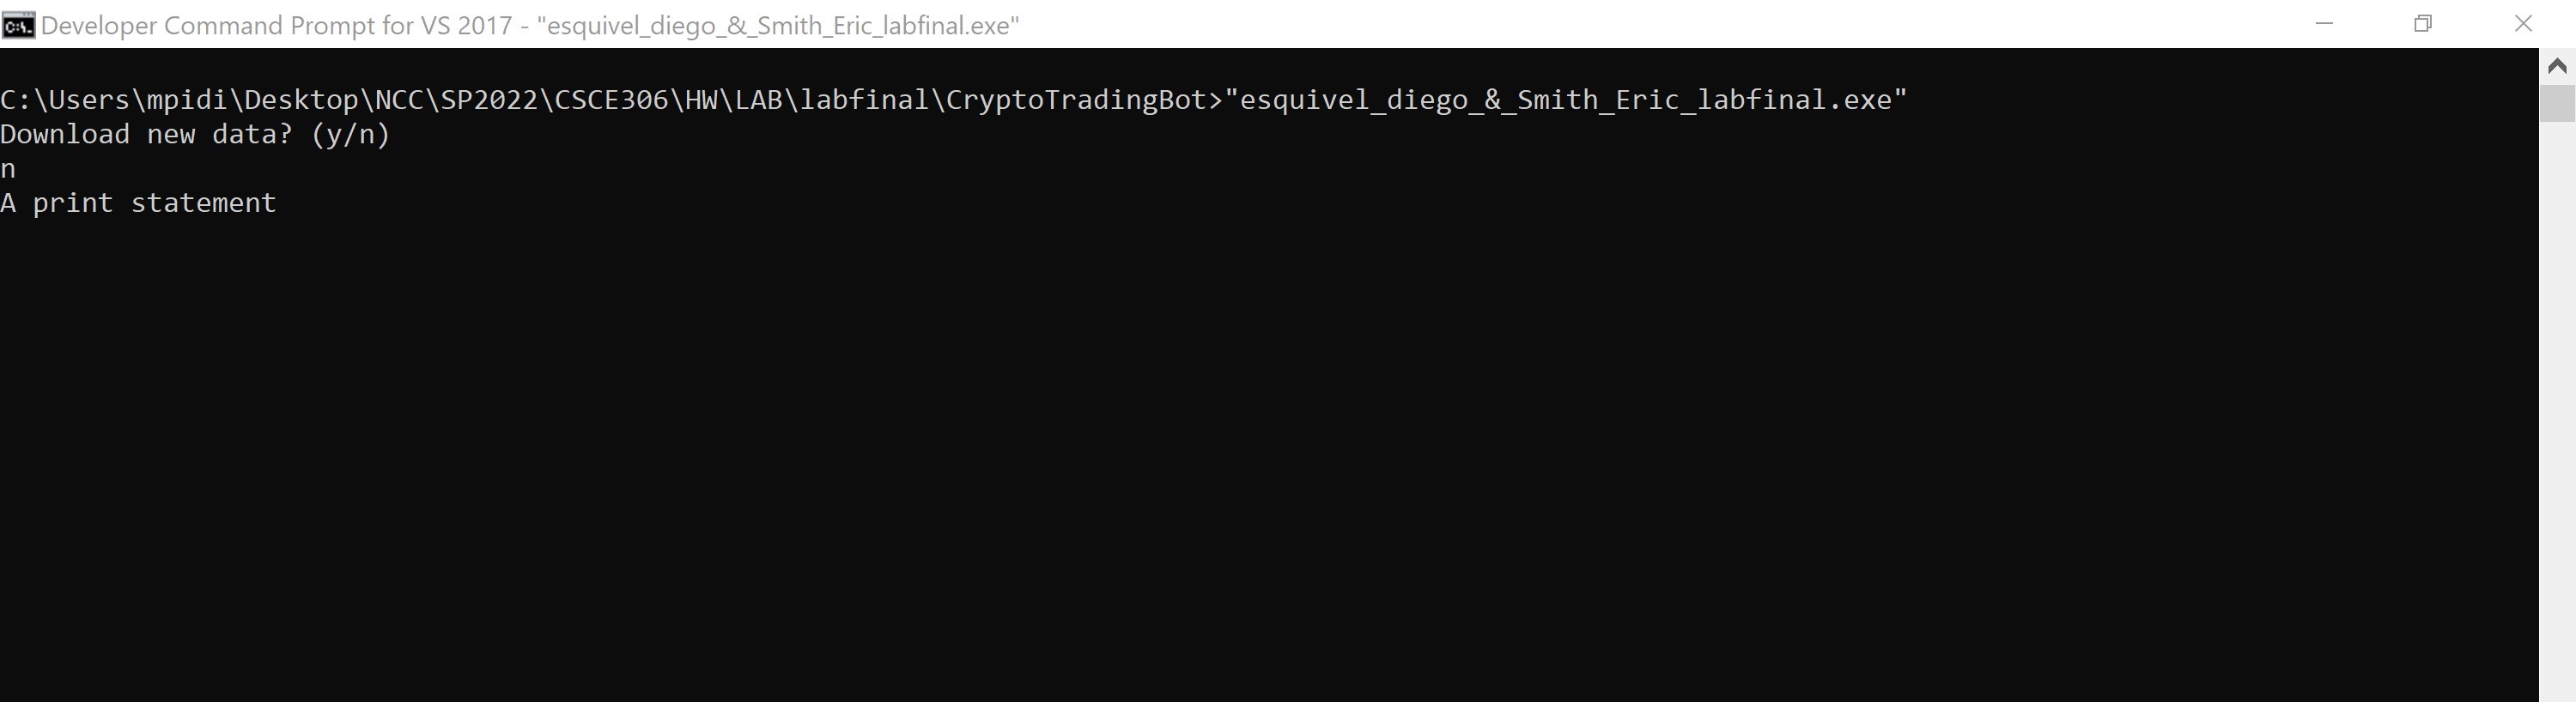 Developer Command Prompt for VS 2017 - "esquivel_diego_&_Smith_Eric_labfinal.exe"
C:\Users\mpidi\Desktop\NCC\SP2022\CSCE306\HW\LAB\labfinal\CryptoTradingBot>"esquivel_diego_&_Smith_Eric_labfinal.exe"
Download new data? (y/n)
n
A print statement